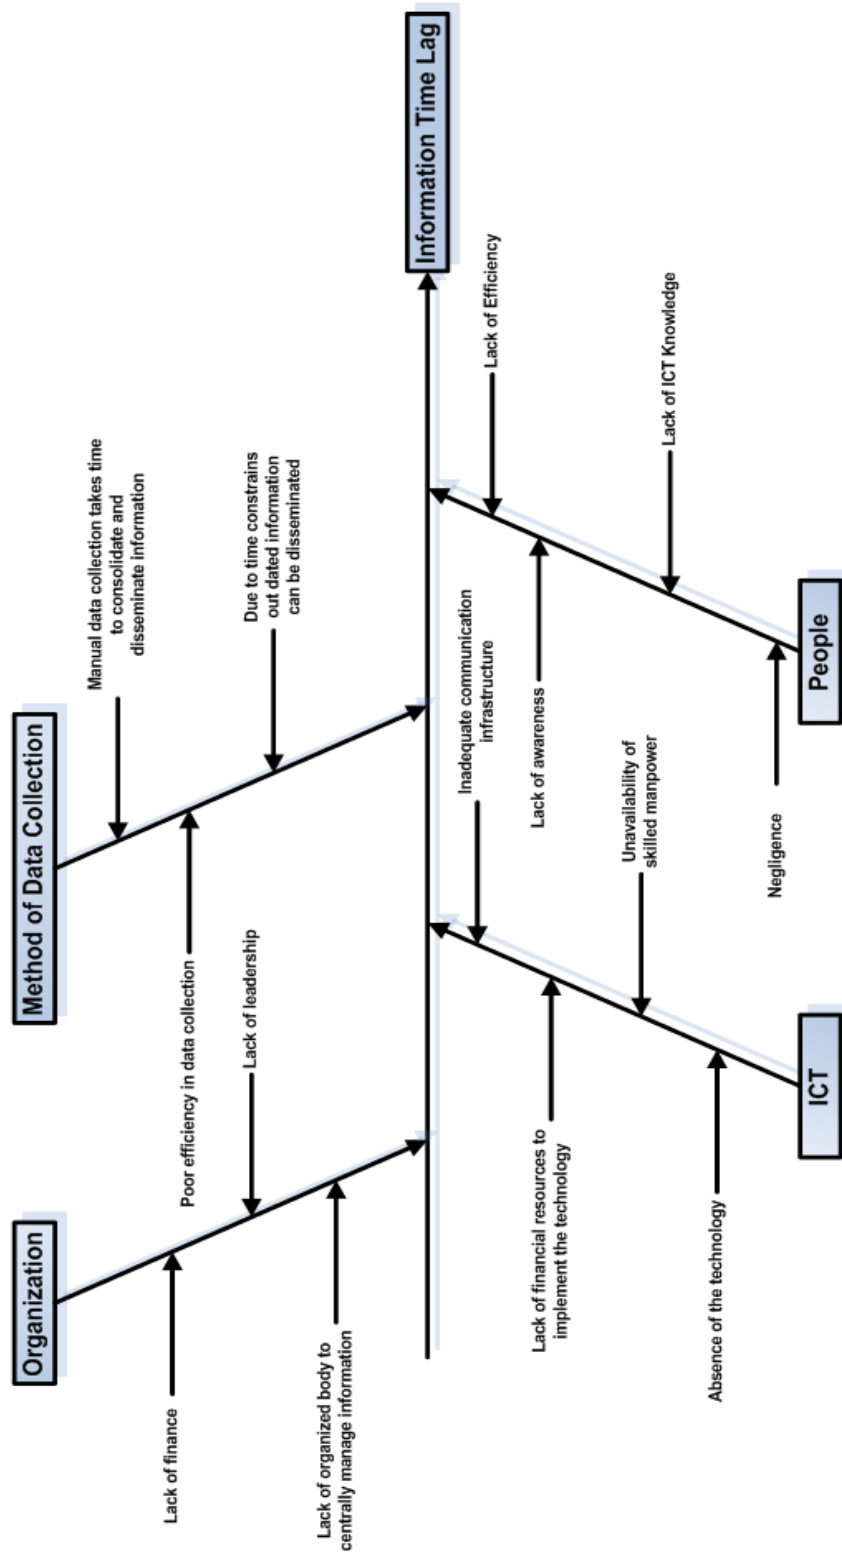 Organization
Method of Data Collection
Lack of finance
Lack of organized body to
centrally manage information
Lack of leadership
Poor efficiency in data collection
Manual data collection takes time
to consolidate and
disseminate information
Due to time constrains
out dated information
can be disseminated
Information Time Lag
Lack of financial resources to
implement the technology
Absence of the technology
Inadequate communication
infrastructure
Unavailability of
skilled manpower
Lack of awareness
Negligence
Lack of Efficiency
Lack of ICT Knowledge
ICT
People